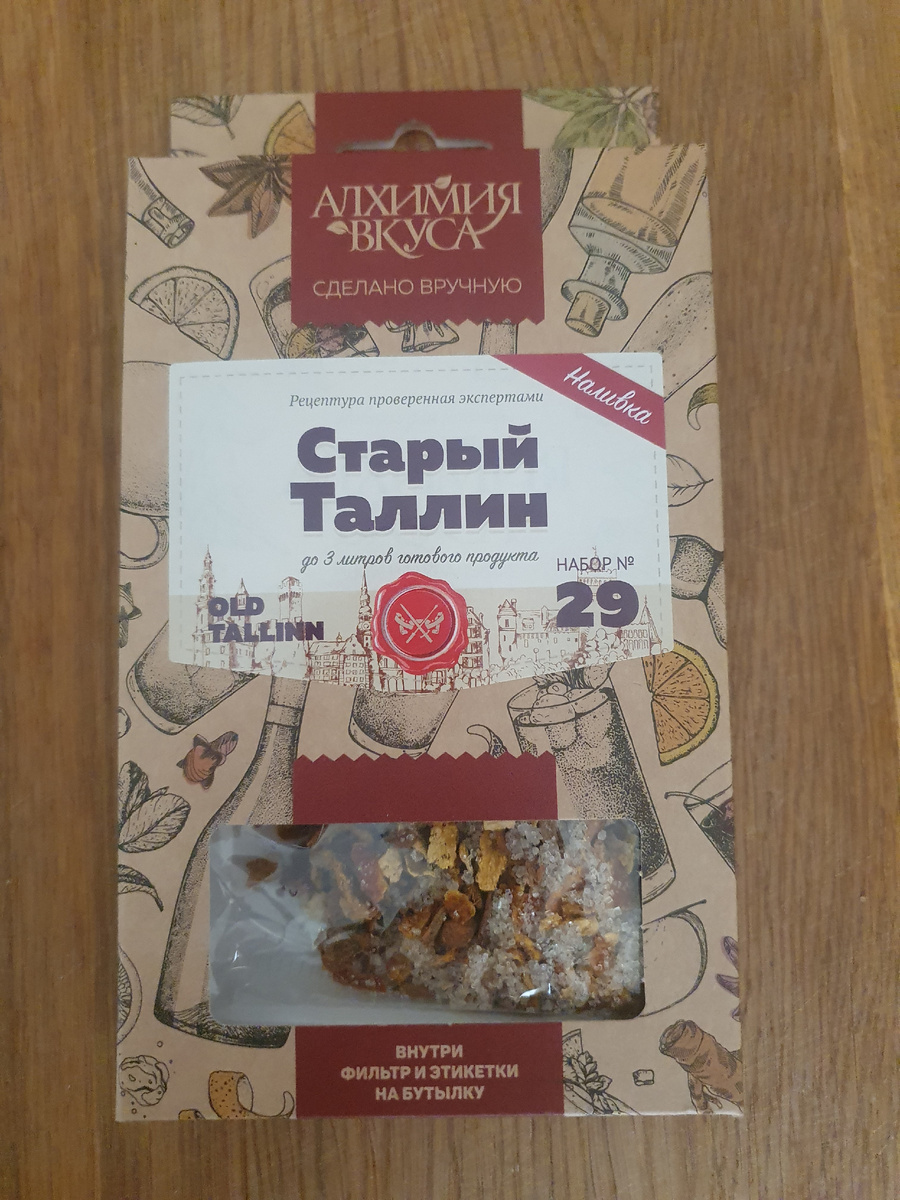 АЛХИМИЯ
ВКУСА
СДЕЛАНО ВРУЧНУЮ
Наливка
Рецептура проверенная экспертами
Старый
Таллин
до 3 литров готового продукта
НАБОР №
29
OLD
TALLINN
ВНУТРИ
ФИЛЬТР И ЭТИКЕТКИ
НА БУТЫЛКУ